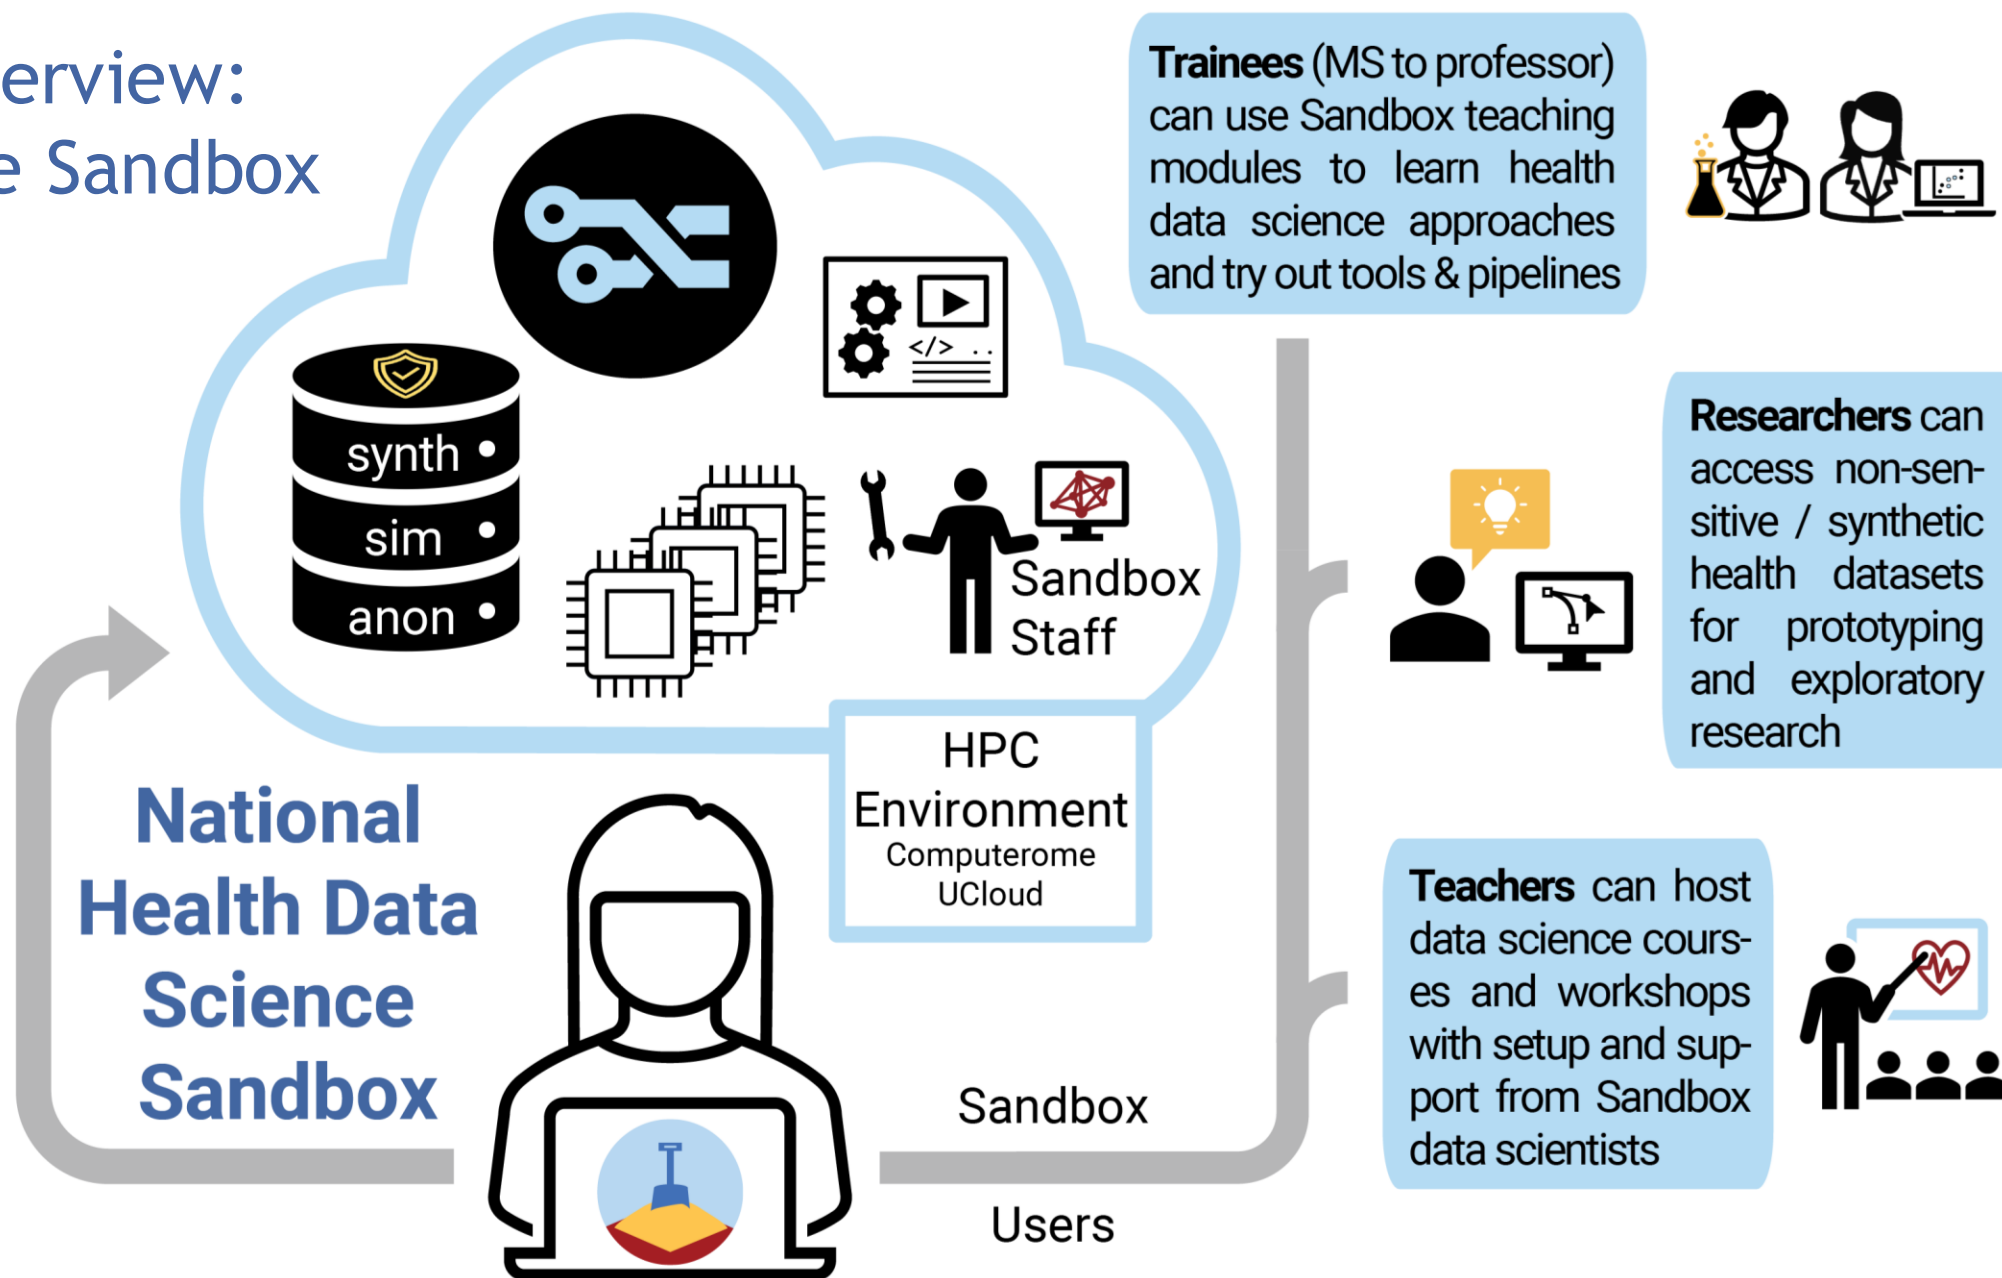 erview:
e Sandbox
synth
sim
anon
</> ..
Sandbox
Staff
HPC
Environment
Computerome
UCloud
National
Health Data
Science
Sandbox
Sandbox
Users
Trainees (MS to professor)
can use Sandbox teaching
modules to learn health
data science approaches
and try out tools & pipelines
Researchers can
access non-sen-
sitive / synthetic
health datasets
for prototyping
and exploratory
research
Teachers can host
data science cours-
es and workshops
with setup and sup-
port from Sandbox
data scientists